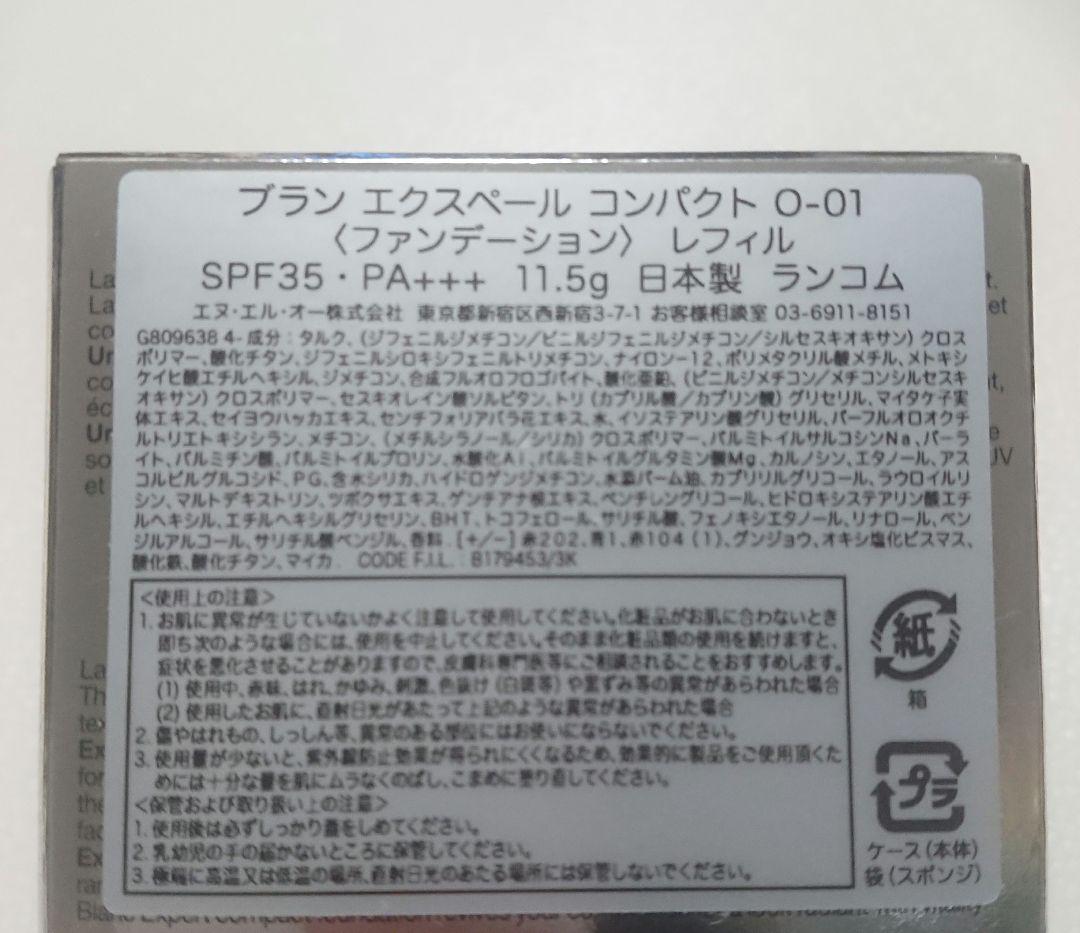 ブラン エクスペール コンパクト O-01
〈ファンデーション〉 レフィル
SPF35・PA+++ 11.5g 日本製 ランコム
エヌ・エル・オー株式会社 東京都新宿区西新宿3-7-1 お客様相談室 03-6911-8151
G809638 4- 成分：タルク、(ジフェニルジメチコン／ビニルジフェニルジメチコン／シルセスキオキサン) クロス
ポリマー、酸化チタン、ジフェニルシロキシフェニルトリメチコン、ナイロン-12、ポリメタクリル酸メチル、メトキシ
ケイヒ酸エチルヘキシル、ジメチコン、合成フルオロフロゴパイト、酸化亜鉛、(ビニルジメチコン／メチコンシルセスキ
オキサン) クロスポリマー、セスキオレイン酸ソルビタン、トリ (カプリル酸／カプリン酸) グリセリル、マイタケ子実
体エキス、セイヨウハッカエキス、センチフォリアバラ花エキス、水、イソステアリン酸グリセリル、パーフルオロオクチ
ルトリエトキシシラン、メチコン、(メチルシラノール／シリカ) クロスポリマー、パルミトイルサルコシンNa、パーラ
イト、パルミチン酸、パルミトイルプロリン、水酸化Al、パルミトイルグルタミン酸Mg、カルノシン、エタノール、アス
コルビルグルコシド、PG、含水シリカ、ハイドロゲンジメチコン、水添パーム油、カプリリルグリコール、ラウロイルリ
シン、マルトデキストリン、ツボクサエキス、ゲンチアナ根エキス、ペンチレングリコール、ヒドロキシステアリン酸エチ
ルヘキシル、エチルヘキシルグリセリン、BHT、トコフェロール、サリチル酸、フェノキシエタノール、リナロール、ベン
ジルアルコール、サリチル酸ベンジル、香料、[+/-] 赤202、青1、赤104 (1)、グンジョウ、オキシ塩化ビスマス、
酸化鉄、酸化チタン、マイカ CODE F.I.L. : B179453/3K
<使用上の注意>
1. お肌に異常が生じていないかよく注意して使用してください。化粧品がお肌に合わないとき
即ち次のような場合には、使用を中止してください。そのまま化粧品類の使用を続けますと、
症状を悪化させることがありますので、皮膚科専門医等にご相談されることをおすすめします。
(1) 使用中、赤味、はれ、かゆみ、刺激、色抜け (白斑等) や黒ずみ等の異常があらわれた場合
(2) 使用したお肌に、直射日光があたって上記のような異常があらわれた場合
2. 傷やはれもの、しっしん等、異常のある部位にはお使いにならないでください。
3. 使用量が少ないと、紫外線防止効果が得られにくくなるため、効果的に製品をご使用頂くた
めには十分な量を肌にムラなくのばし、こまめに塗り直してください。
<保管および取り扱い上の注意>
1. 使用後は必ずしっかり蓋をしめてください。
2. 乳幼児の手の届かないところに保管してください。
3. 極端に高温又は低温の場所、直射日光のあたる場所には保管しないでください。
紙
箱
プラ
ケース (本体)
袋 (スポンジ)